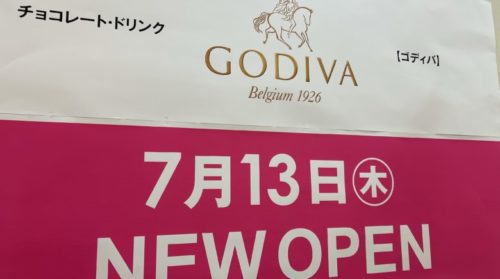 チョコレート・ドリンク
GODIVA
【ゴディバ】
Belgium 1926
7月13日㊍
NEW OPEN